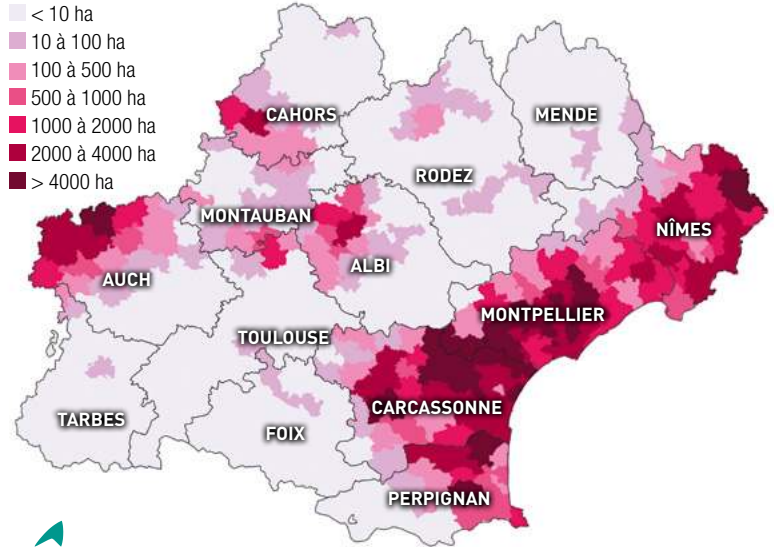 < 10 ha
10 à 100 ha
100 à 500 ha
500 à 1000 ha
1000 à 2000 ha
2000 à 4000 ha
> 4000 ha
CAHORS
MENDE
RODEZ
MONTAUBAN
NÎMES
ALBI
AUCH
MONTPELLIER
TOULOUSE
CARCASSONNE
TARBES
FOIX
PERPIGNAN